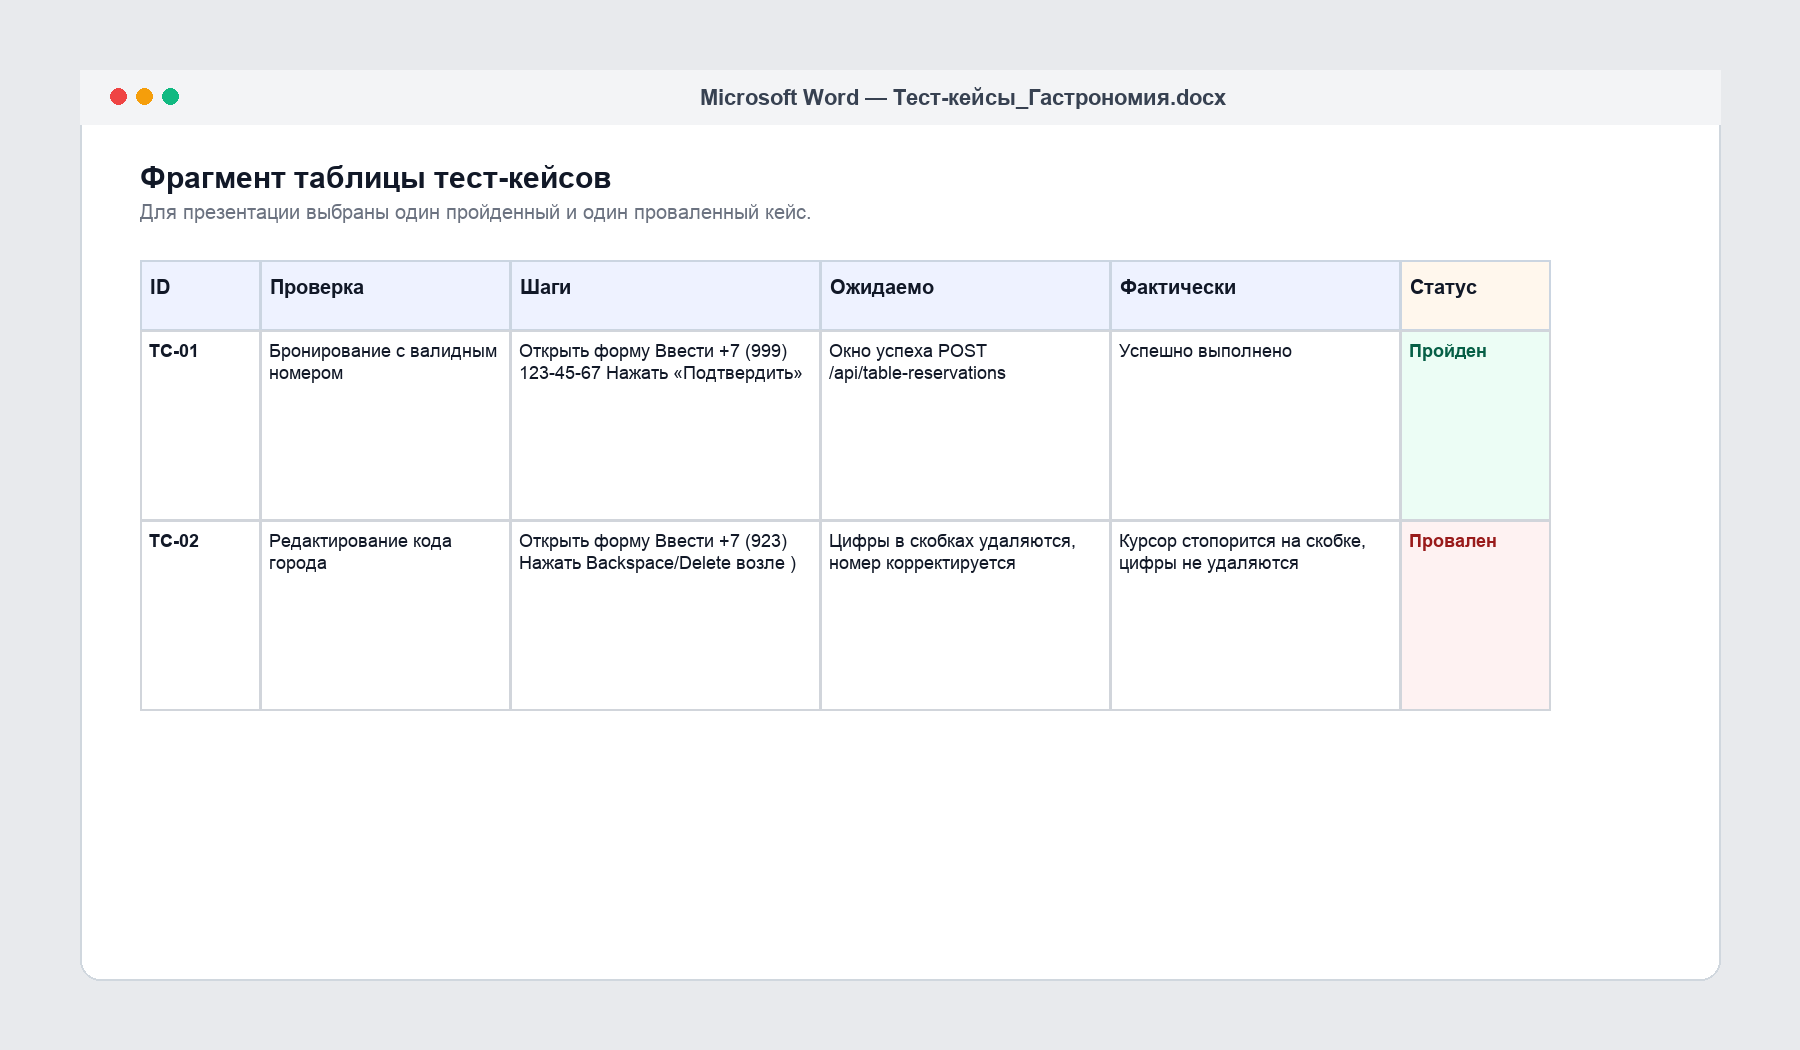 Microsoft Word — Тест-кейсы_Гастрономия.docx
Фрагмент таблицы тест-кейсов
Для презентации выбраны один пройденный и один проваленный кейс.
ID
Проверка
Шаги
Ожидаемо
Фактически
Статус
TC-01
Бронирование с валидным
номером
Открыть форму Ввести +7 (999)
123-45-67 Нажать «Подтвердить»
Окно успеха POST
/api/table-reservations
Успешно выполнено
Пройден
TC-02
Редактирование кода
города
Открыть форму Ввести +7 (923)
Нажать Backspace/Delete возле )
Цифры в скобках удаляются,
номер корректируется
Курсор стопорится на скобке,
цифры не удаляются
Провален